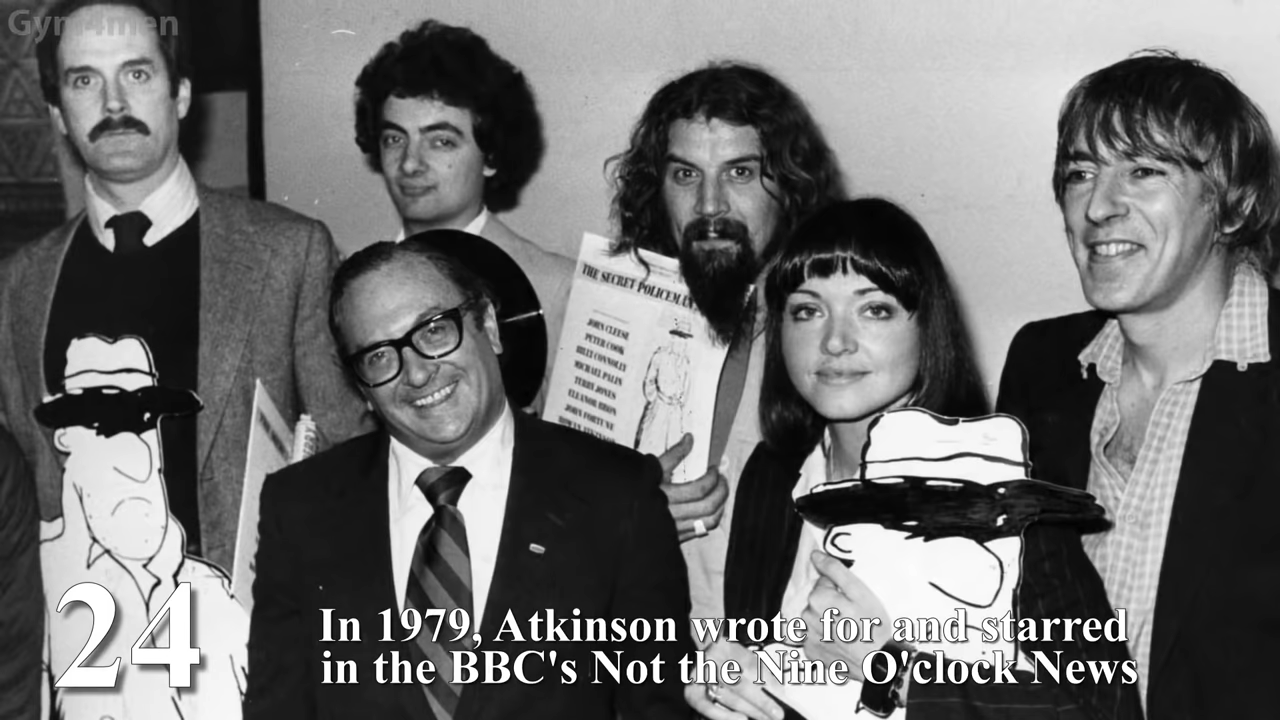 Gym4men
THE SECRET POLICEMAN
JOHN CLEESE
PETER COOK
BILLY CONNOLLY
MICHAEL PALIN
TERRY JONES
ELEANOR BRON
JOHN FORTUNE
24
In 1979, Atkinson wrote for and starred
in the BBC's Not the Nine O'clock News